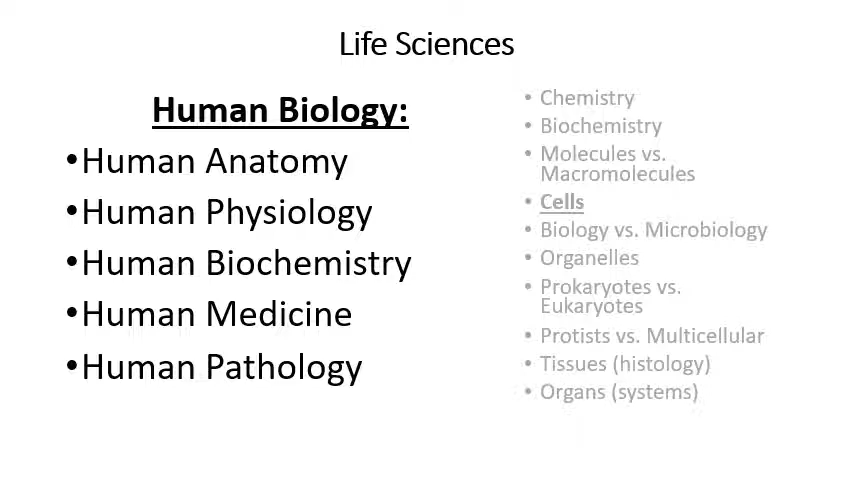 Life Sciences
Human Biology:
•Human Anatomy
•Human Physiology
•Human Biochemistry
•Human Medicine
•Human Pathology
• Chemistry
• Biochemistry
• Molecules vs.
Macromolecules
• Cells
• Biology vs. Microbiology
• Organelles
• Prokaryotes vs.
Eukaryotes
• Protists vs. Multicellular
• Tissues (histology)
• Organs (systems)